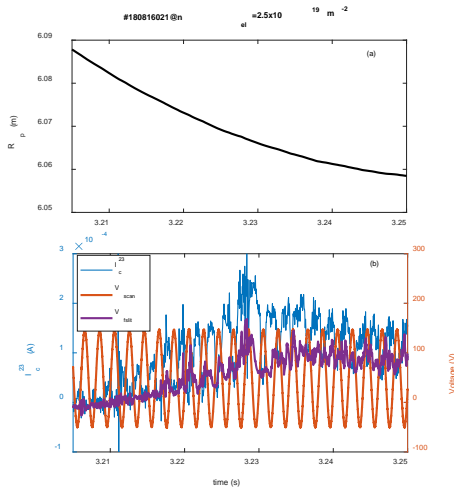 #180816021@n el =2.5x10 19 m -2
6.09
6.08
6.07
6.06
6.05
R p (m)
(a)
3.21 3.22 3.23 3.24 3.25
× 10 -4
3
2
1
0
-1
I c 23 (A)
I c 23
V scan
(b)
300
200
100
0
-100
Voltage (V)
3.21 3.22 3.23 3.24 3.25
time (s)